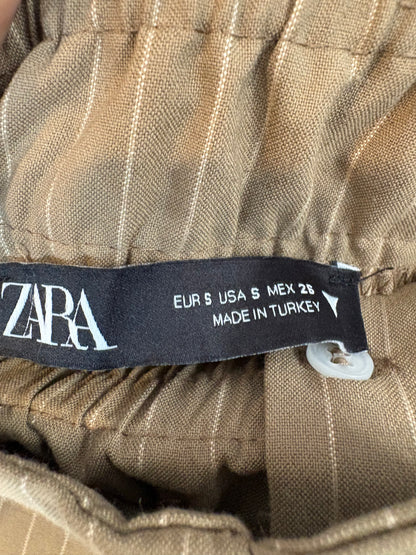 ZARA
EUR S USA S MEX 26
MADE IN TURKEY